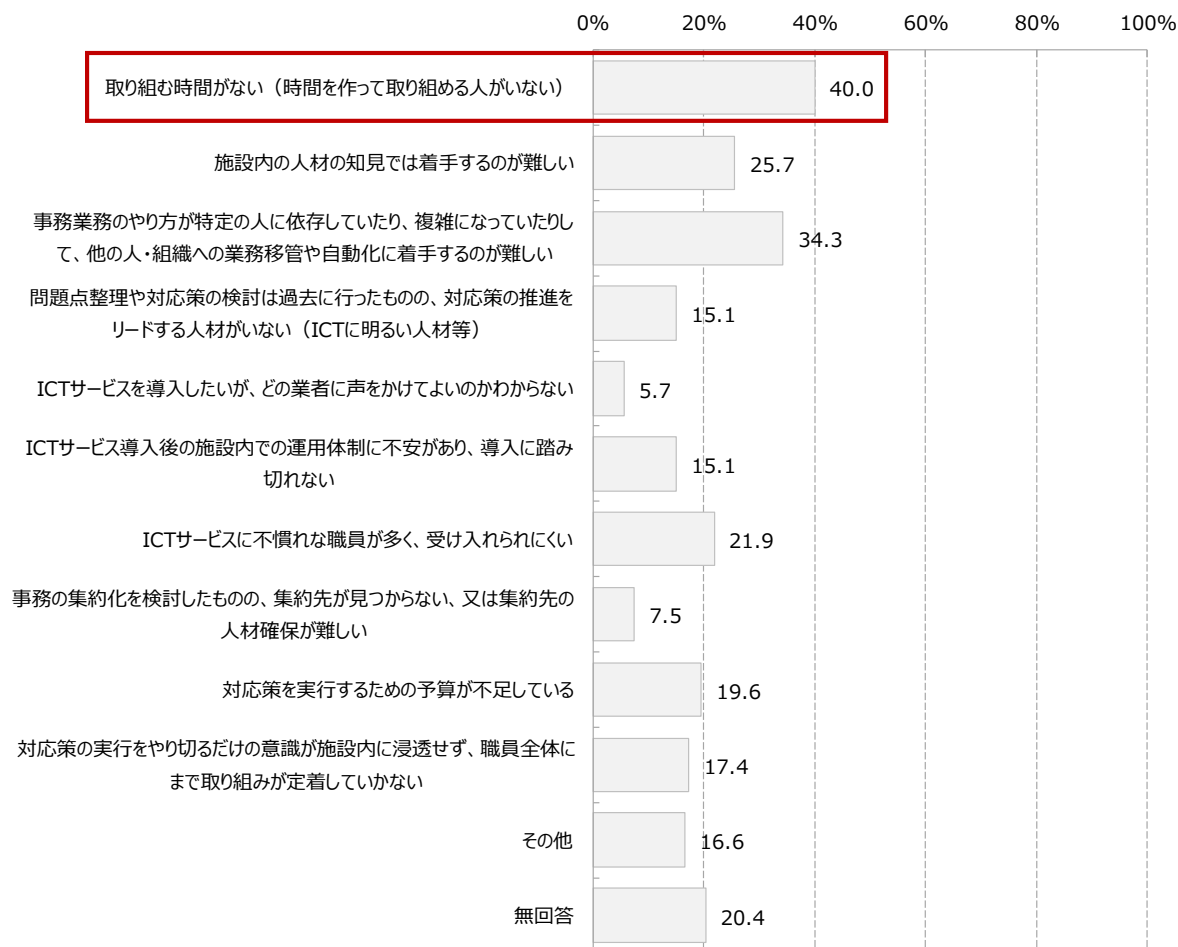 0% 20% 40% 60% 80% 100%
取り組む時間がない（時間を作って取り組める人がいない） 40.0
施設内の人材の知見では着手するのが難しい 25.7
事務業務のやり方が特定の人に依存していたり、複雑になっていたりし
て、他の人・組織への業務移管や自動化に着手するのが難しい
34.3
問題点整理や対応策の検討は過去に行ったものの、対応策の推進を
リードする人材がいない（ICTに明るい人材等）
15.1
ICTサービスを導入したいが、どの業者に声をかけてよいのかわからない 5.7
ICTサービス導入後の施設内での運用体制に不安があり、導入に踏み
切れない
15.1
ICTサービスに不慣れな職員が多く、受け入れられにくい 21.9
事務の集約化を検討したものの、集約先が見つからない、又は集約先の
人材確保が難しい
7.5
対応策を実行するための予算が不足している 19.6
対応策の実行をやり切るだけの意識が施設内に浸透せず、職員全体に
まで取り組みが定着していかない
17.4
その他 16.6
無回答 20.4